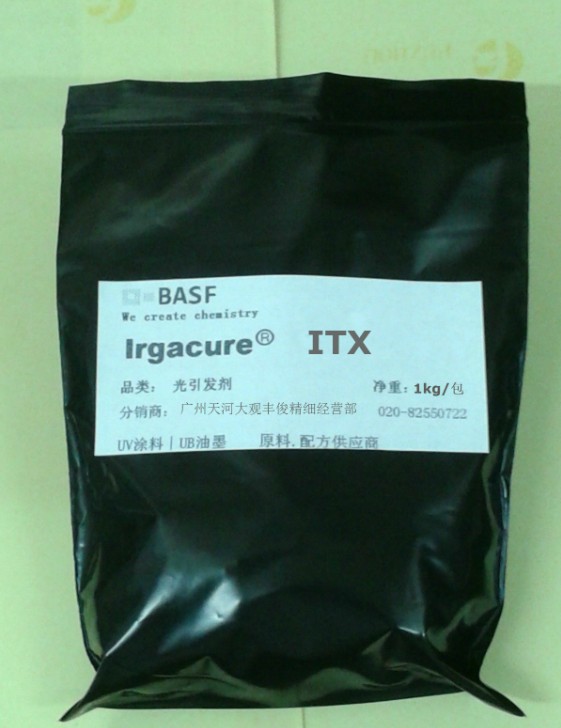 BASF
We create chemistry
Irgacure® ITX
品类： 光引发剂 净重：1kg/包
分销商： 广州天河大观丰俊精细经营部 020-82550722
UV涂料|UB油墨 原料.配方供应商